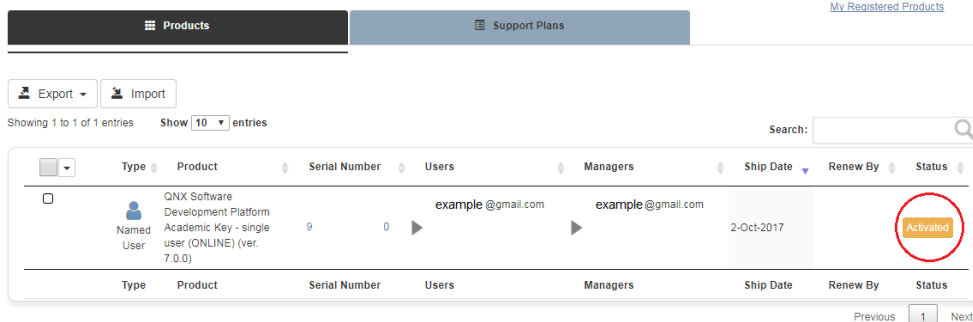 My Registered Products
Products
Support Plans
Export
Import
Showing 1 to 1 of 1 entries Show 10 entries
Search:
Type Product Serial Number Users Managers Ship Date Renew By Status
QNX Software
Development Platform
Academic Key - single
user (ONLINE) (ver.
7.0.0)
Named
User
9 0
example @gmail.com
example @gmail.com
2-Oct-2017
Activated
Type Product Serial Number Users Managers Ship Date Renew By Status
Previous 1 Next